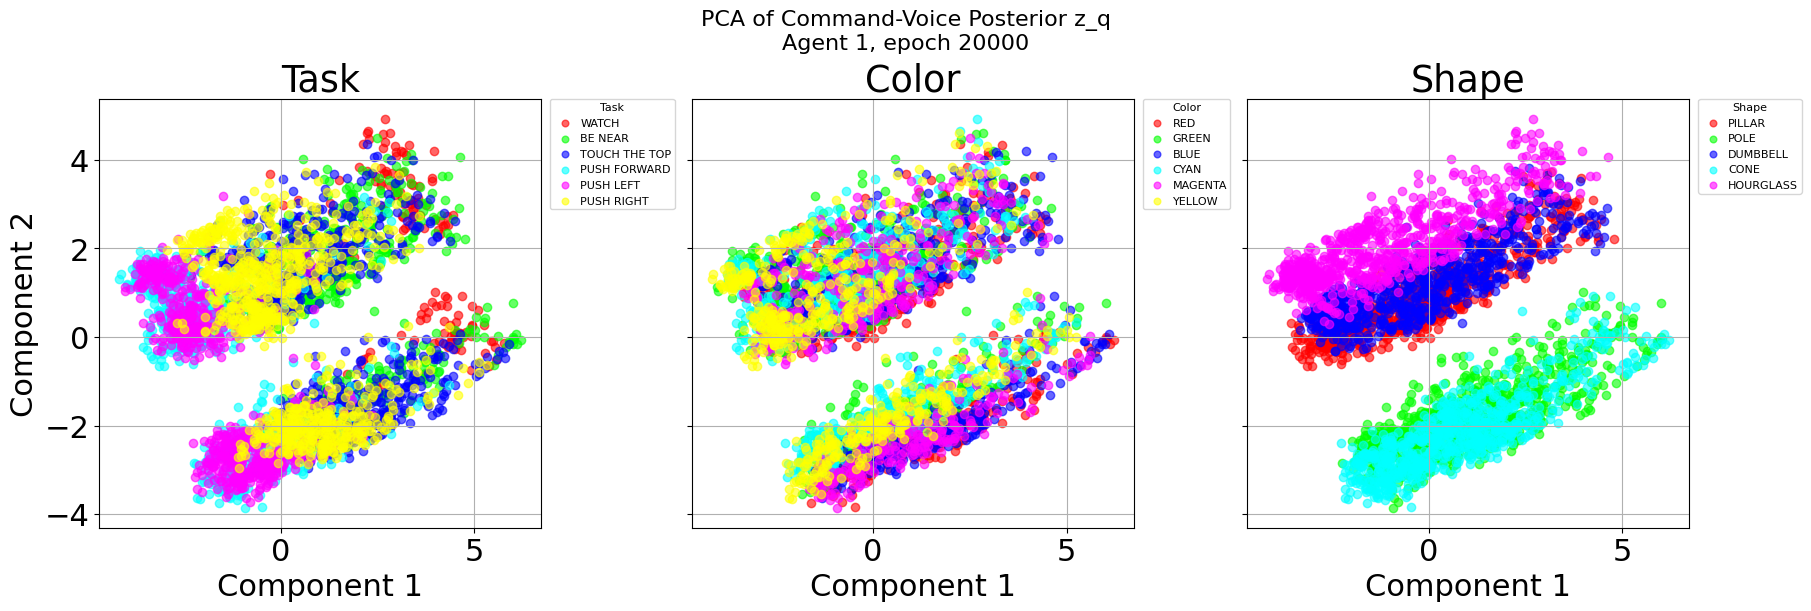 PCA of Command-Voice Posterior z_q
Agent 1, epoch 20000
Task
Component 2
4
2
0
−2
−4
0
5
Component 1
Task
WATCH
BE NEAR
TOUCH THE TOP
PUSH FORWARD
PUSH LEFT
PUSH RIGHT
Color
0
5
Component 1
Color
RED
GREEN
BLUE
CYAN
MAGENTA
YELLOW
Shape
0
5
Component 1
Shape
PILLAR
POLE
DUMBBELL
CONE
HOURGLASS